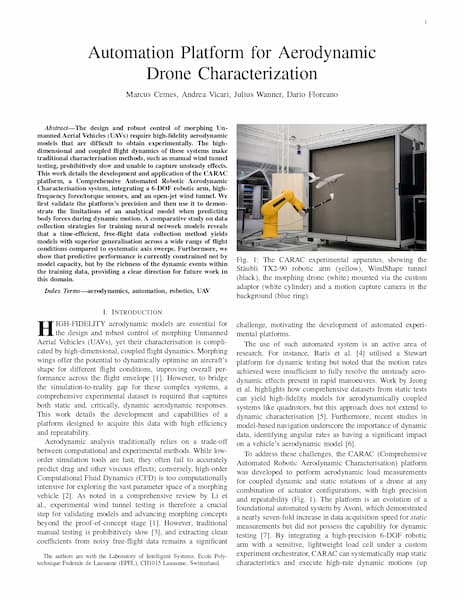 1
Automation Platform for Aerodynamic
Drone Characterization
Marcus Cemes, Andrea Vicari, Julius Wanner, Dario Floreano
Abstract—The design and robust control of morphing Un-
manned Aerial Vehicles (UAVs) require high-fidelity aerodynamic
models that are difficult to obtain experimentally. The high-
dimensional and coupled flight dynamics of these systems make
traditional characterisation methods, such as manual wind tunnel
testing, prohibitively slow and unable to capture unsteady effects.
This work details the development and application of the CARAC
platform, a Comprehensive Automated Robotic Aerodynamic
Characterisation system, integrating a 6-DOF robotic arm, high-
frequency force/torque sensors, and an open-jet wind tunnel. We
first validate the platform's precision and then use it to demon-
strate the limitations of an analytical model when predicting
body forces during dynamic motion. A comparative study on data
collection strategies for training neural network models reveals
that a time-efficient, free-flight data collection method yields
models with superior generalisation across a wide range of flight
conditions compared to systematic axis sweeps. Furthermore, we
show that predictive performance is currently constrained not by
model capacity, but by the richness of the dynamic events within
the training data, providing a clear direction for future work in
this domain.
Index Terms—aerodynamics, automation, robotics, UAV
I. INTRODUCTION
HIGH-FIDELITY aerodynamic models are essential for
the design and robust control of morphing Unmanned
Aerial Vehicles (UAVs), yet their characterisation is compli-
cated by high-dimensional, coupled flight dynamics. Morphing
wings offer the potential to dynamically optimise an aircraft's
shape for different flight conditions, improving overall per-
formance across the flight envelope [1]. However, to bridge
the simulation-to-reality gap for these complex systems, a
comprehensive experimental dataset is required that captures
both static and, critically, dynamic aerodynamic responses.
This work details the development and capabilities of a
platform designed to acquire this data with high efficiency
and repeatability.
Aerodynamic analysis traditionally relies on a trade-off
between computational and experimental methods. While low-
order simulation tools are fast, they often fail to accurately
predict drag and other viscous effects; conversely, high-order
Computational Fluid Dynamics (CFD) is too computationally
intensive for exploring the vast parameter space of a morphing
vehicle [2]. As noted in a comprehensive review by Li et
al., experimental wind tunnel testing is therefore a crucial
step for validating models and advancing morphing concepts
beyond the proof-of-concept stage [1]. However, traditional
manual testing is prohibitively slow [3], and extracting clean
coefficients from noisy free-flight data remains a significant
The authors are with the Laboratory of Intelligent Systems, Ecole Poly-
technique Federale de Lausanne (EPFL), CH1015 Lausanne, Switzerland.
Fig. 1: The CARAC experimental apparatus, showing the
Stäubli TX2-90 robotic arm (yellow), WindShape tunnel
(black), the morphing drone (white) mounted via the custom
adaptor (white cylinder) and a motion capture camera in the
background (blue ring).
challenge, motivating the development of automated experi-
mental platforms.
The use of such automated system is an active area of
research. For instance, Baris et al. [4] utilised a Stewart
platform for dynamic testing but noted that the motion rates
achieved were insufficient to fully resolve the unsteady aero-
dynamic effects present in rapid manoeuvres. Work by Jeong
et al. highlights how comprehensive datasets from static tests
can yield high-fidelity models for aerodynamically coupled
systems like quadrotors, but this approach does not extend to
dynamic characterisation [5]. Furthermore, recent studies in
model-based navigation underscore the importance of dynamic
data, identifying angular rates as having a significant impact
on a vehicle's aerodynamic model [6].
To address these challenges, the CARAC (Comprehensive
Automated Robotic Aerodynamic Characterisation) platform
was developed to perform aerodynamic load measurements
for coupled dynamic and static rotations of a drone at any
combination of actuator configurations, with high precision
and repeatability (Fig. 1). The platform is an evolution of a
foundational automated system by Avoni, which demonstrated
a nearly seven-fold increase in data acquisition speed for static
measurements but did not possess the capability for dynamic
testing [7]. By integrating a high-precision 6-DOF robotic
arm with a sensitive, lightweight load cell under a custom
experiment orchestrator, CARAC can systematically map static
characteristics and execute high-rate dynamic motions (up